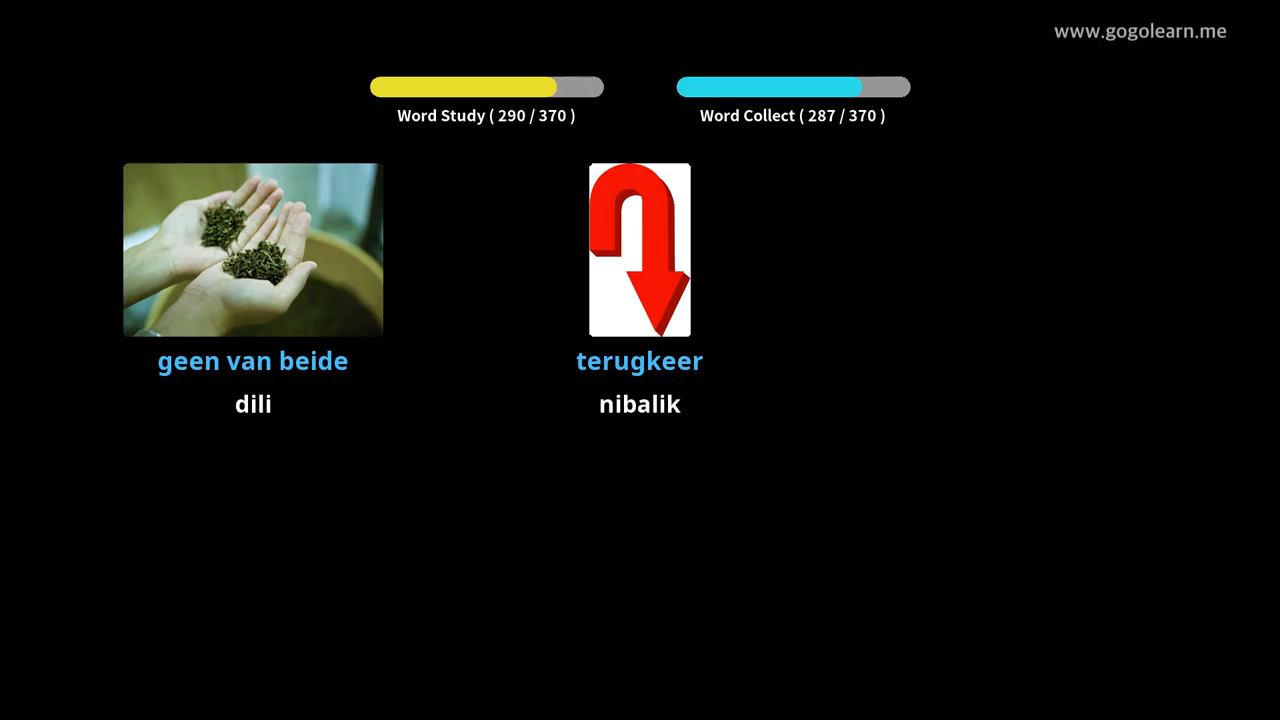 www.gogolearn.me
Word Study ( 290 / 370 )
Word Collect ( 287 / 370 )
geen van beide
dili
terugkeer
nibalik